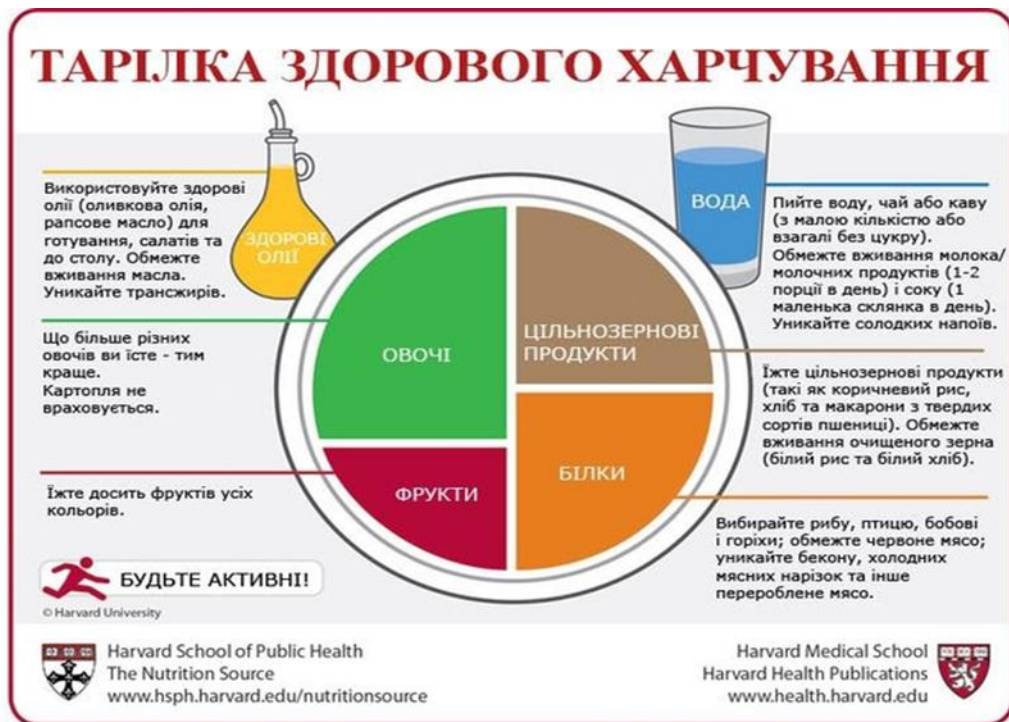 ТАРІЛКА ЗДОРОВОГО ХАРЧУВАННЯ
Використовуйте здорові
олії (оливкова олія,
рапсове масло) для
готування, салатів та
до столу. Обмежте
вживання масла.
Уникайте трансжирів.
ЗДОРОВІ
ОЛІЇ
ВОДА
Пийте воду, чай або каву
(з малою кількістю або
взагалі без цукру).
Обмежте вживання молока/
молочних продуктів (1-2
порції в день) і соку (1
маленька склянка в день).
Уникайте солодких напоїв.
Що більше різних
овочів ви їсте - тим
краще.
Картопля не
враховується.
ОВОЧІ
ЦІЛЬНОЗЕРНОВІ
ПРОДУКТИ
Їжте цільнозернові продукти
(такі як коричневий рис,
хліб та макарони з твердих
сортів пшениці). Обмежте
вживання очищеного зерна
(білий рис та білий хліб).
Їжте досить фруктів усіх
кольорів.
ФРУКТИ
БІЛКИ
Вибирайте рибу, птицю, бобові
і горіхи; обмежте червоне мясо;
уникайте бекону, холодних
мясних нарізок та інше
перероблене мясо.
БУДЬТЕ АКТИВНІ!
© Harvard University
Harvard School of Public Health
The Nutrition Source
www.hsph.harvard.edu/nutritionsource
Harvard Medical School
Harvard Health Publications
www.health.harvard.edu